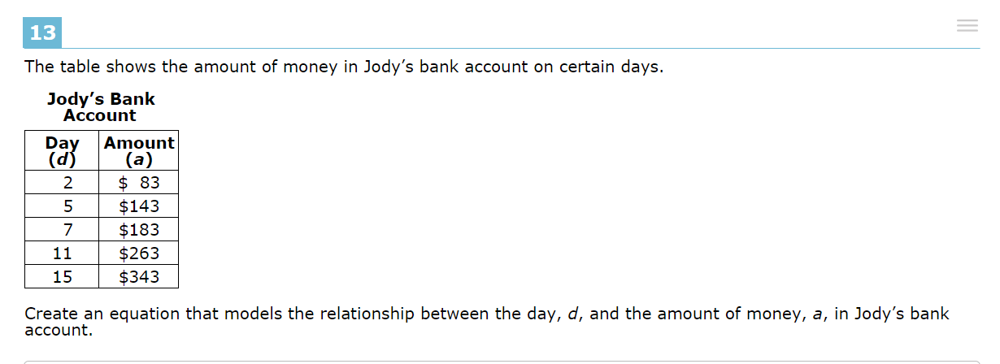 13
The table shows the amount of money in Jody's bank account on certain days.
Jody's Bank
Account
Day Amount
(d) (a)
2 $ 83
5 $143
7 $183
11 $263
15 $343
Create an equation that models the relationship between the day, d, and the amount of money, a, in Jody's bank
account.